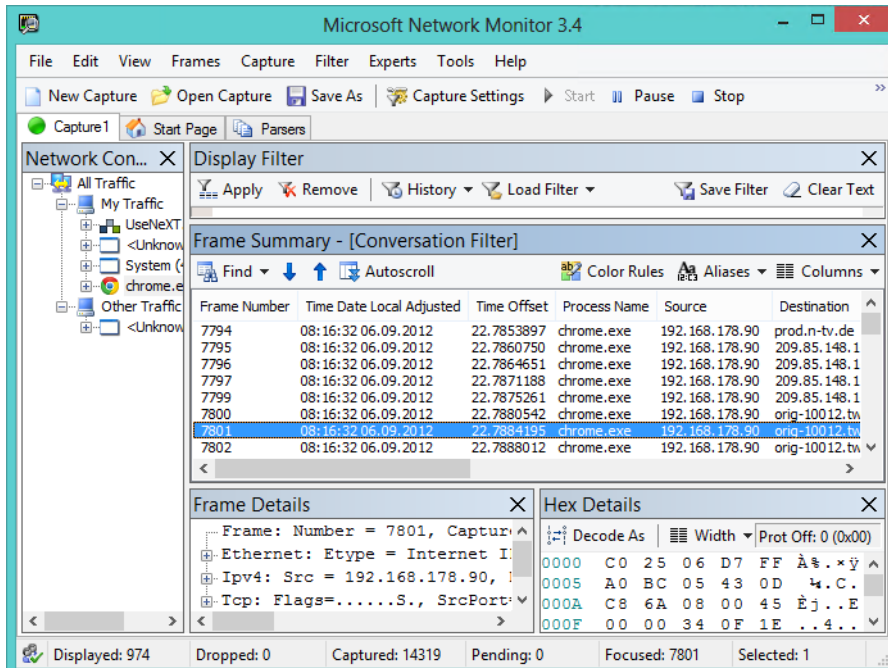 Microsoft Network Monitor 3.4
File Edit View Frames Capture Filter Experts Tools Help
New Capture Open Capture Save As Capture Settings Start Pause Stop »
Capture1 Start Page Parsers
Network Con...
All Traffic
My Traffic
UseNeXT
<Unknow
System (
chrome.e
Other Traffic
<Unknow
Display Filter
Apply Remove History Load Filter Save Filter Clear Text
Frame Summary - [Conversation Filter]
Find Autoscroll Color Rules Aliases Columns
Frame Number Time Date Local Adjusted Time Offset Process Name Source Destination
7794 08:16:32 06.09.2012 22.7853897 chrome.exe 192.168.178.90 prod.n-tv.de
7795 08:16:32 06.09.2012 22.7860750 chrome.exe 192.168.178.90 209.85.148.1
7796 08:16:32 06.09.2012 22.7864651 chrome.exe 192.168.178.90 209.85.148.1
7797 08:16:32 06.09.2012 22.7871188 chrome.exe 192.168.178.90 209.85.148.1
7799 08:16:32 06.09.2012 22.7875261 chrome.exe 192.168.178.90 209.85.148.1
7800 08:16:32 06.09.2012 22.7880542 chrome.exe 192.168.178.90 orig-10012.tw
7801 08:16:32 06.09.2012 22.7884195 chrome.exe 192.168.178.90 orig-10012.tw
7802 08:16:32 06.09.2012 22.7888012 chrome.exe 192.168.178.90 orig-10012.tw
Frame Details
Frame: Number = 7801, Captur
Ethernet: Etype = Internet I
Ipv4: Src = 192.168.178.90,
Tcp: Flags=......S., SrcPort
Hex Details
Decode As Width Prot Off: 0 (0x00)
0000 C0 25 06 D7 FF À%.×ÿ
0005 A0 BC 05 43 0D ¼.C.
000A C8 6A 08 00 45 Èj..E
000F 00 00 34 0F 1E ..4..
Displayed: 974 Dropped: 0 Captured: 14319 Pending: 0 Focused: 7801 Selected: 1